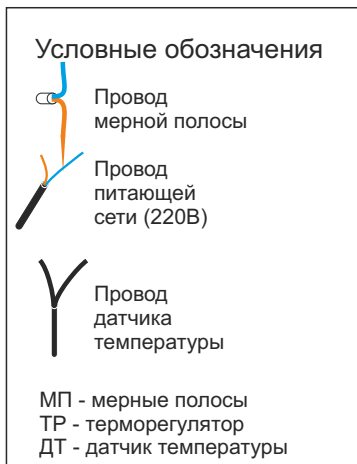 Условные обозначения
Провод
мерной полосы
Провод
питающей
сети (220В)
Провод
датчика
температуры
МП - мерные полосы
ТР - терморегулятор
ДТ - датчик температуры